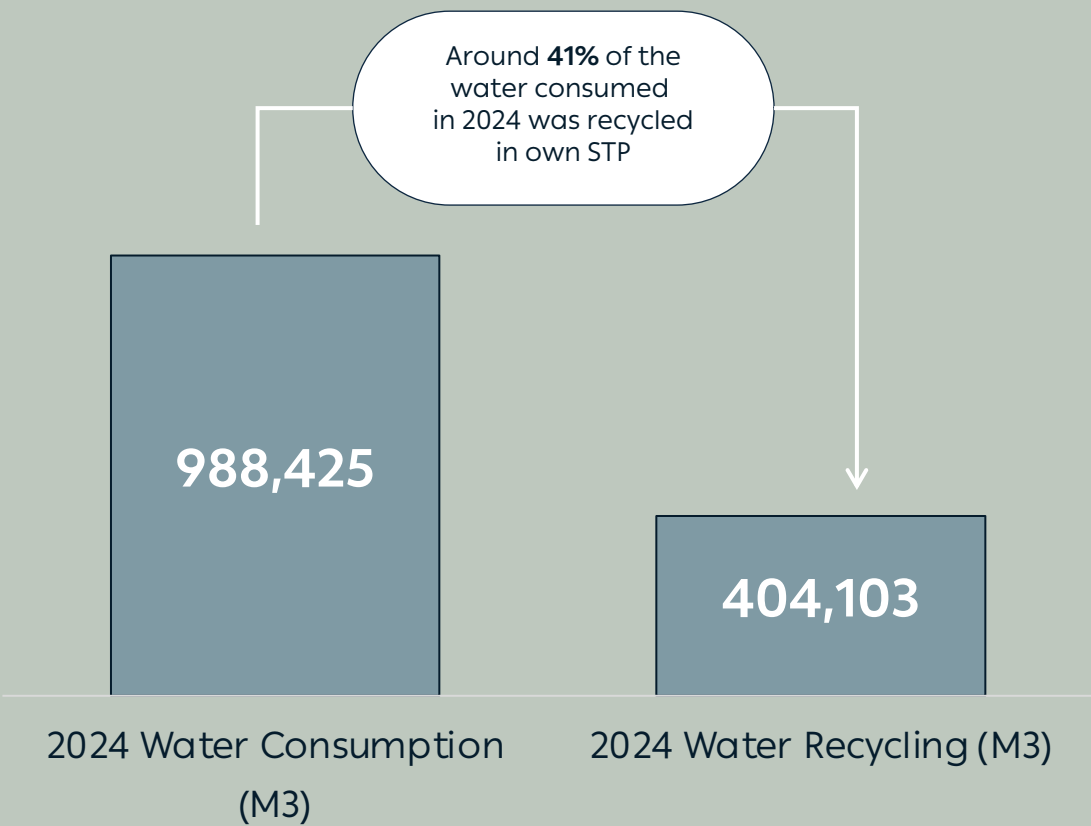 Around 41% of the
water consumed
in 2024 was recycled
in own STP
988,425
404,103
2024 Water Consumption
(M3)
2024 Water Recycling (M3)